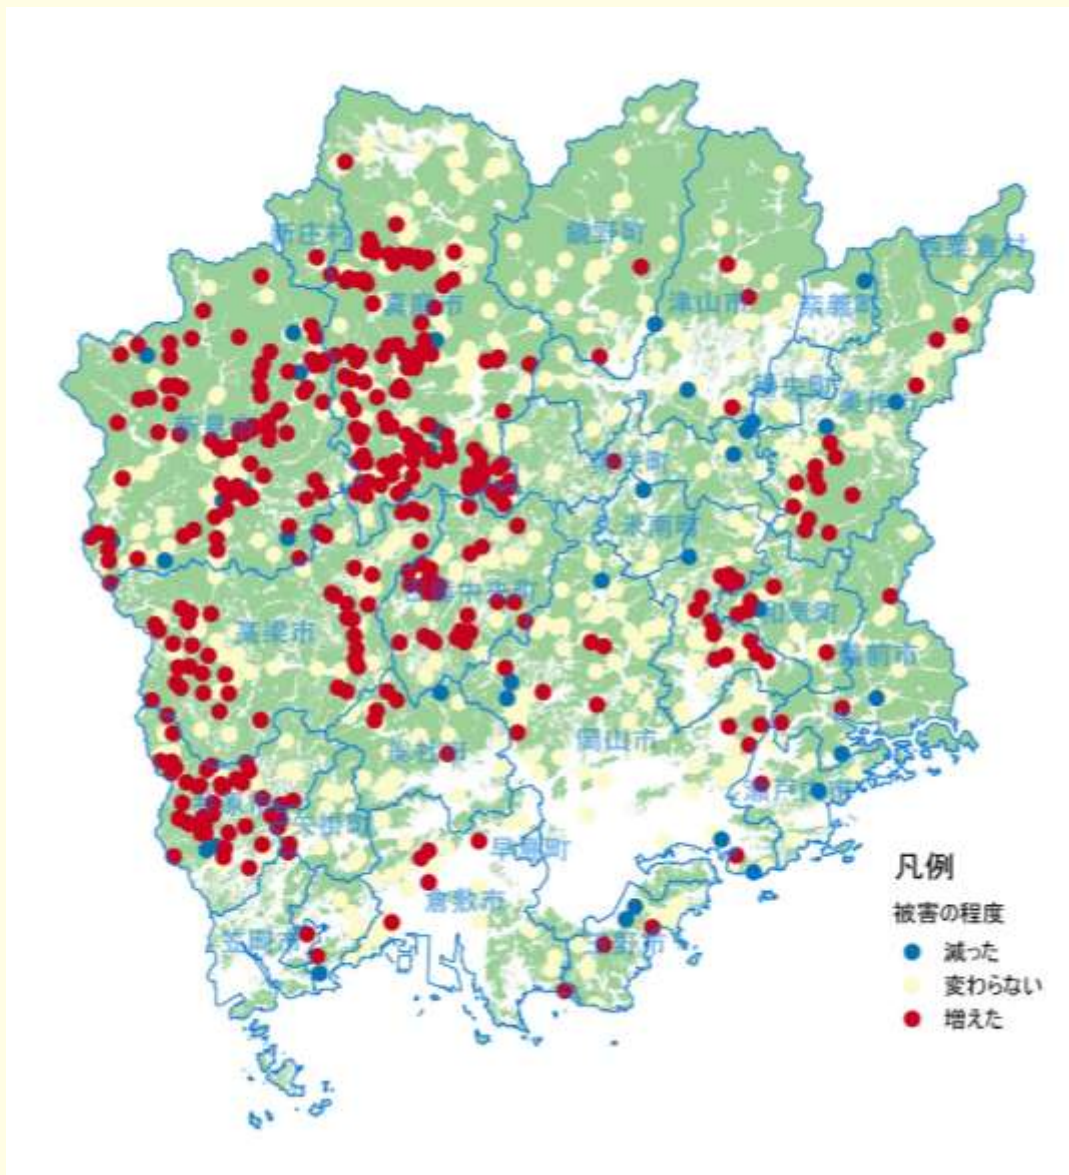 新庄村
鏡野町
西粟倉村
真庭市
津山市
奈義町
勝央町
美作市
新見市
美咲町
久米南町
吉備中央町
和気町
高梁市
備前市
岡山市
総社市
瀬戸内市
井原市
矢掛町
早島町
倉敷市
笠岡市
玉野市
凡例
被害の程度
減った
変わらない
増えた